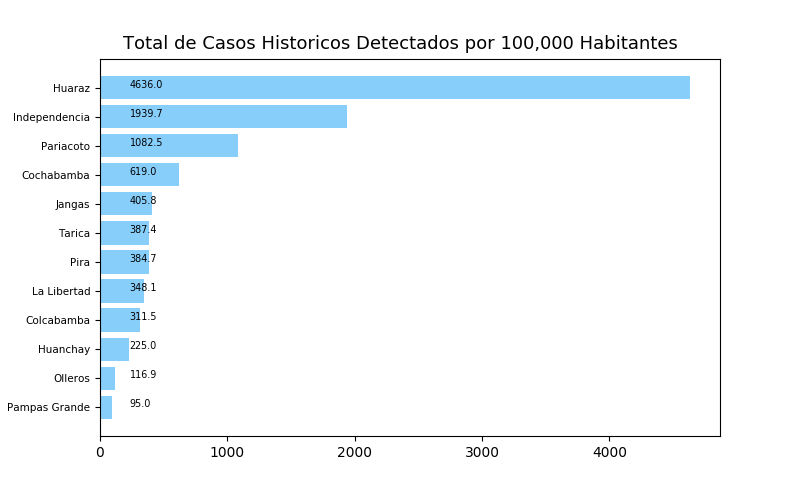 Total de Casos Historicos Detectados por 100,000 Habitantes
Huaraz 4636.0
Independencia 1939.7
Pariacoto 1082.5
Cochabamba 619.0
Jangas 405.8
Tarica 387.4
Pira 384.7
La Libertad 348.1
Colcabamba 311.5
Huanchay 225.0
Olleros 116.9
Pampas Grande 95.0
0 1000 2000 3000 4000